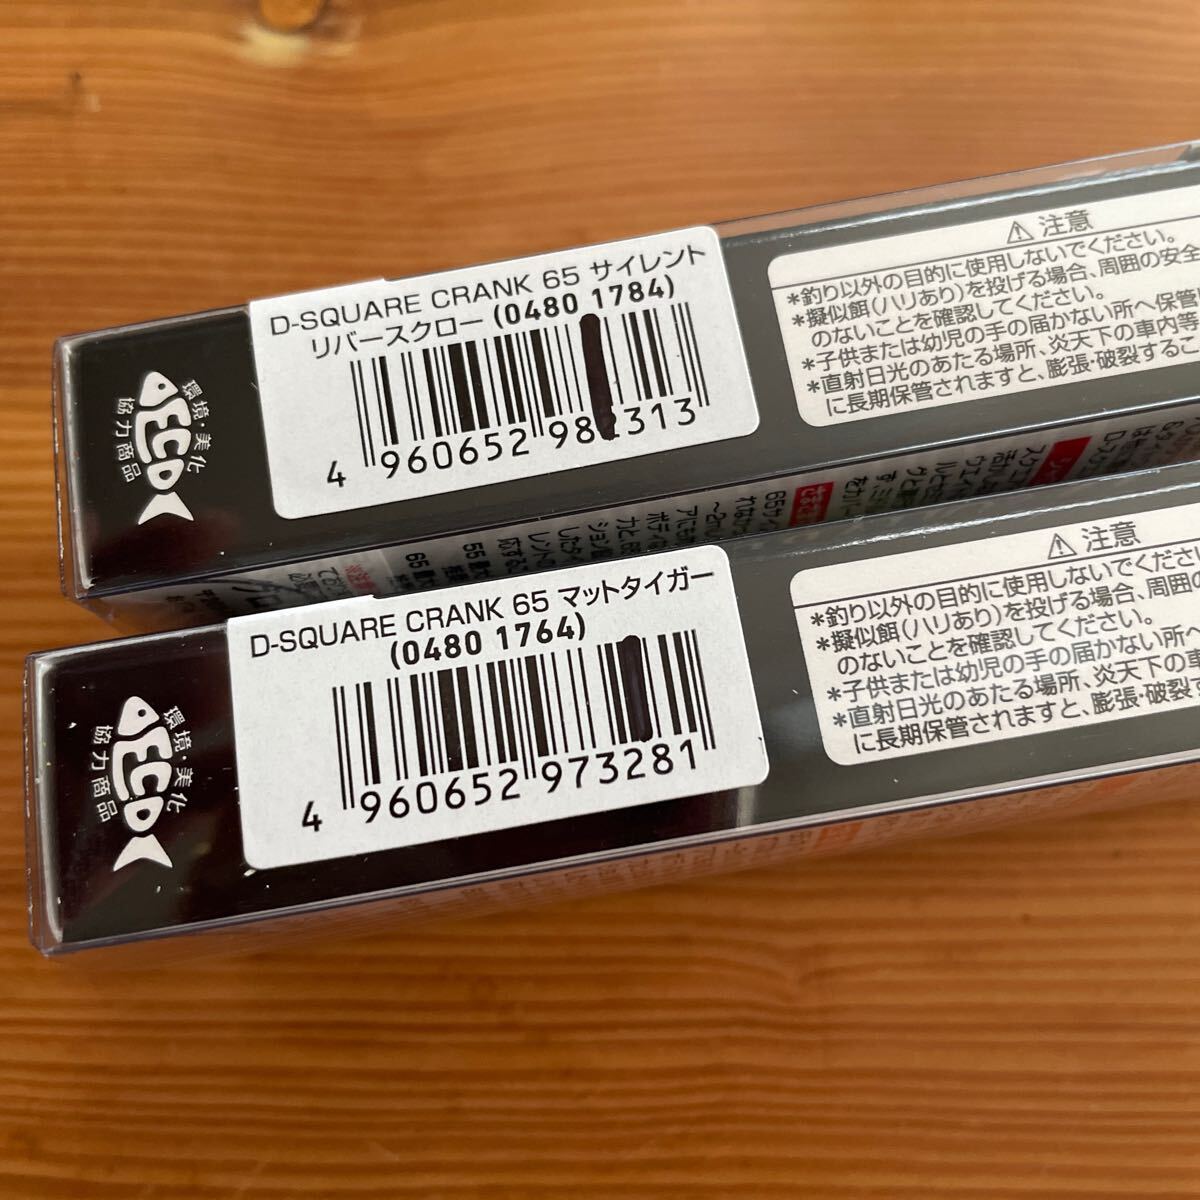 D-SQUARE CRANK 65 サイレント
リバースクロー (0480 1784)
4 960652 98 313
環境・美化
ECO
協力商品
⚠ 注意
*釣り以外の目的に使用しないでください。
*擬似餌(ハリあり)を投げる場合、周囲の安全
のないことを確認してください。
*子供または幼児の手の届かない所へ保管
*直射日光のあたる場所、炎天下の車内等
に長期保管されますと、膨張・破裂するこ
D-SQUARE CRANK 65 マットタイガー
(0480 1764)
4 960652 973281
環境・美化
ECO
協力商品
⚠ 注意
*釣り以外の目的に使用しないでください
*擬似餌(ハリあり)を投げる場合、周囲の
のないことを確認してください。
*子供または幼児の手の届かない所へ
*直射日光のあたる場所、炎天下の車
に長期保管されますと、膨張・破裂